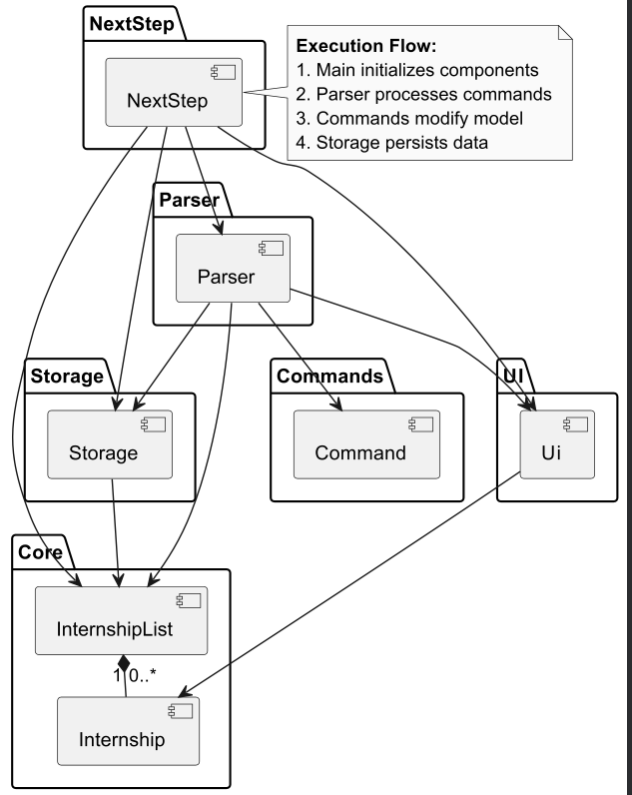 NextStep
NextStep
Execution Flow:
1. Main initializes components
2. Parser processes commands
3. Commands modify model
4. Storage persists data
Parser
Parser
Storage
Storage
Commands
Command
UI
Ui
Core
InternshipList
1 0..*
Internship